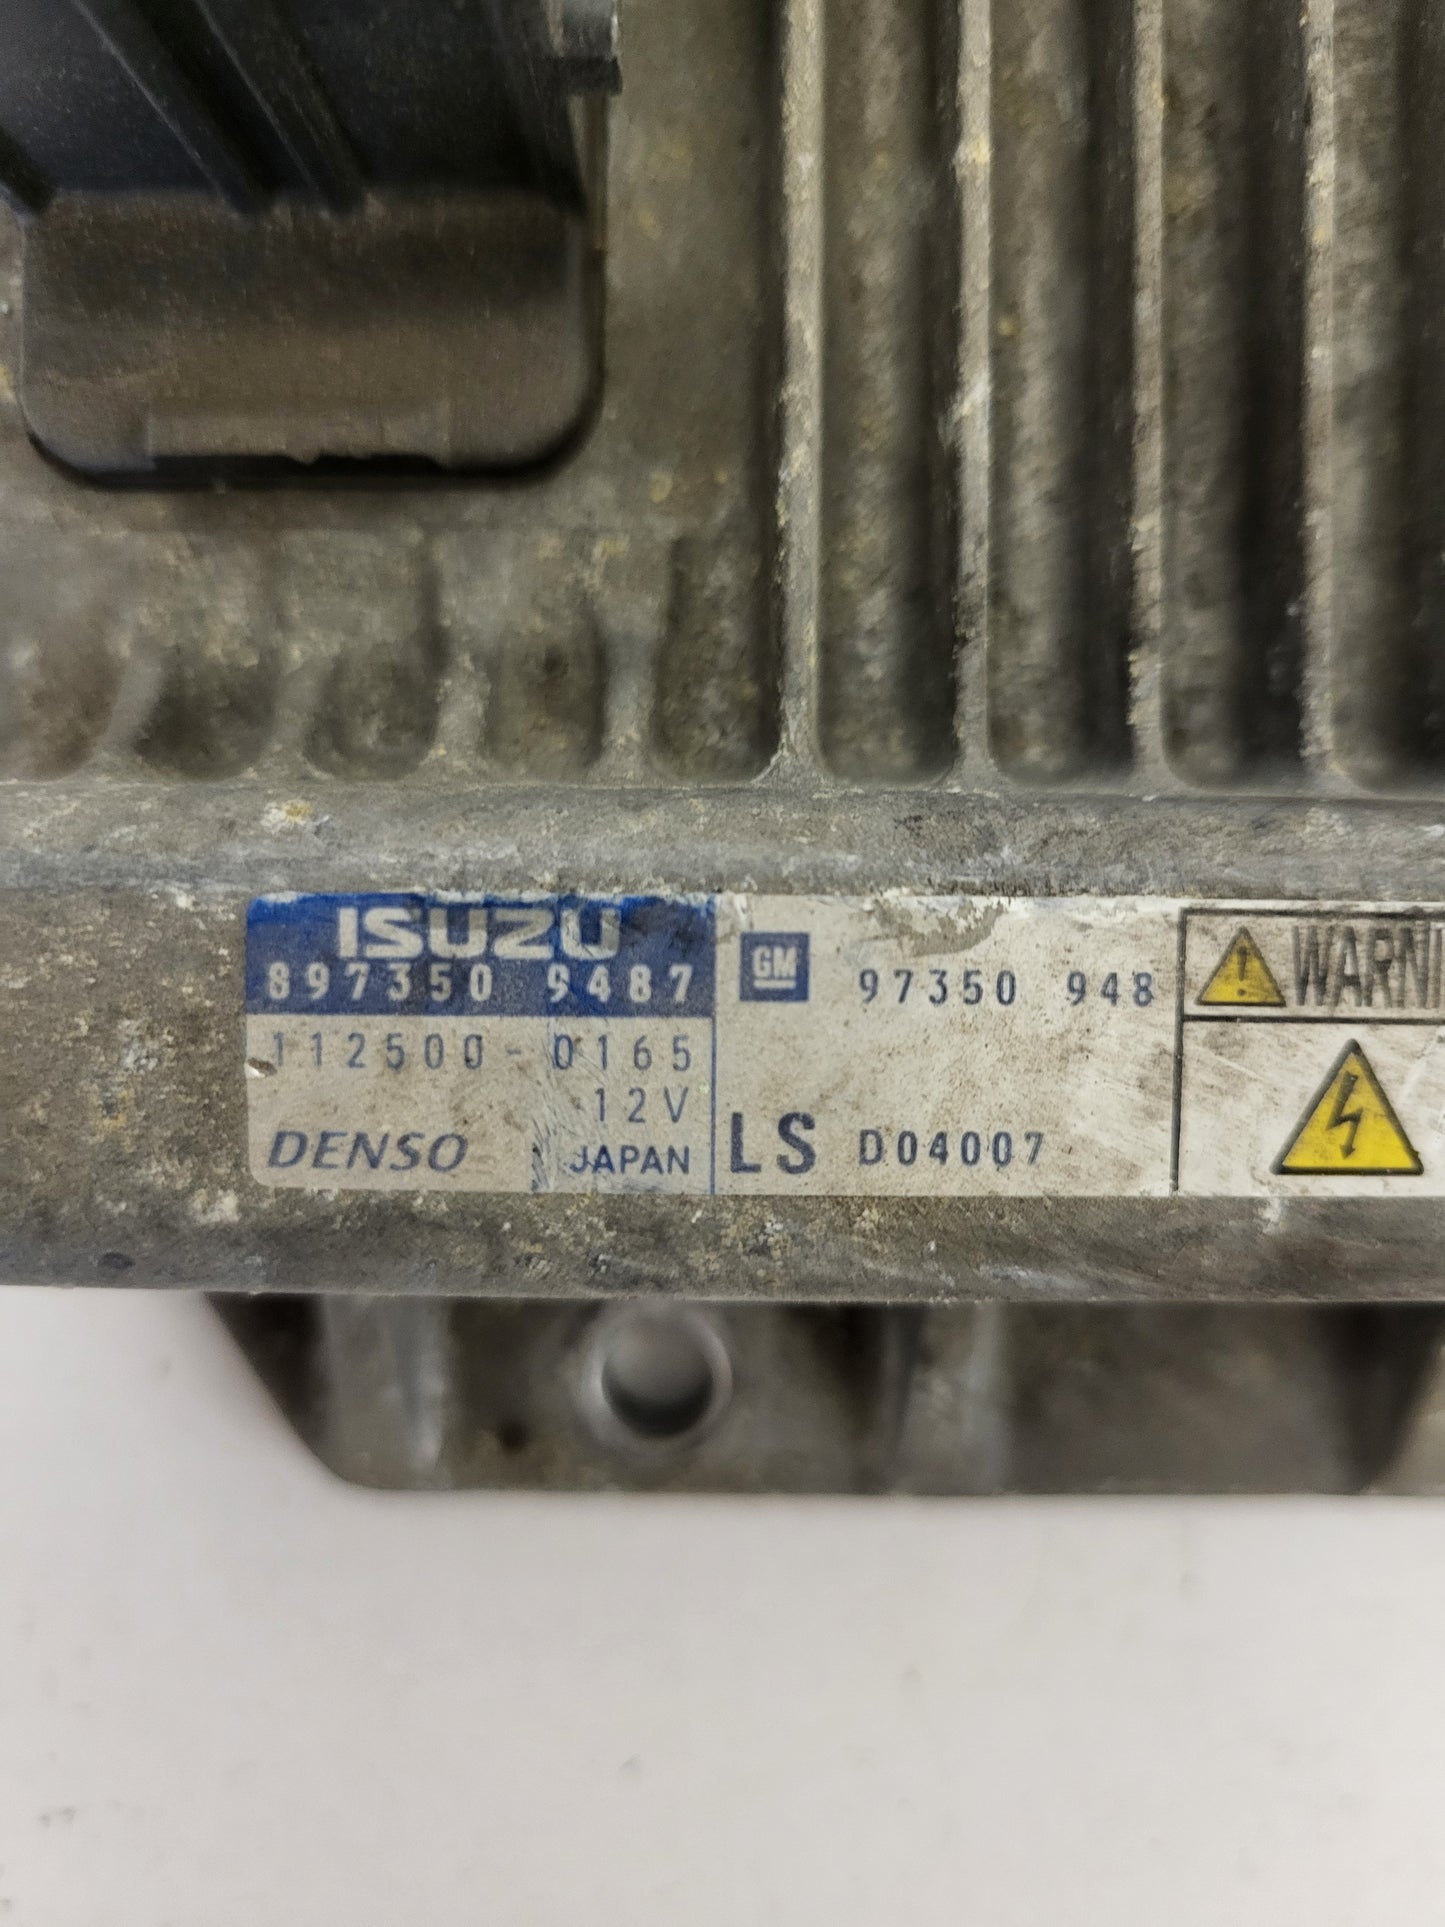 ISUZU
897350 9487
112500-0165
12V
DENSO JAPAN
GM 97350 948
LS D04007
WARNI